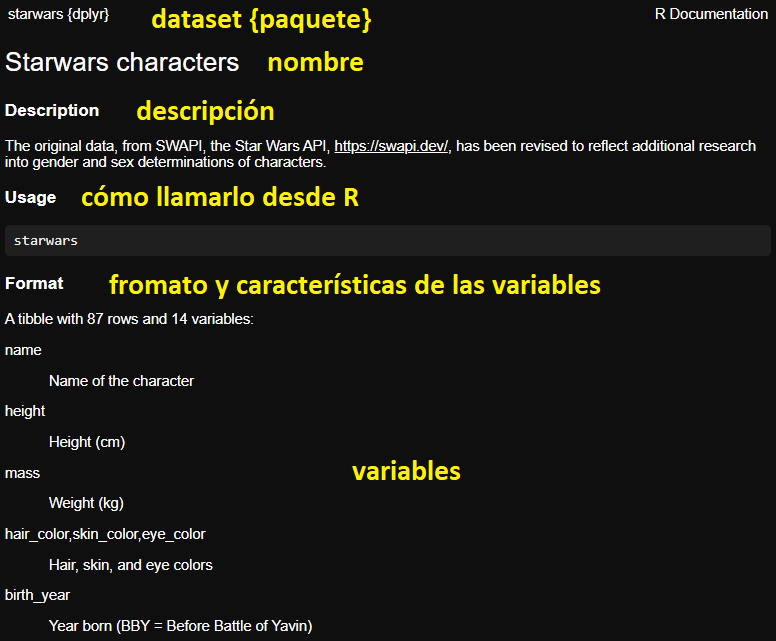 starwars {dplyr} dataset {paquete} R Documentation
Starwars characters nombre
Description descripción
The original data, from SWAPI, the Star Wars API, https://swapi.dev/, has been revised to reflect additional research
into gender and sex determinations of characters.
Usage cómo llamarlo desde R
starwars
Format fromato y características de las variables
A tibble with 87 rows and 14 variables:
name
Name of the character
height
Height (cm)
mass variables
Weight (kg)
hair_color,skin_color,eye_color
Hair, skin, and eye colors
birth_year
Year born (BBY = Before Battle of Yavin)